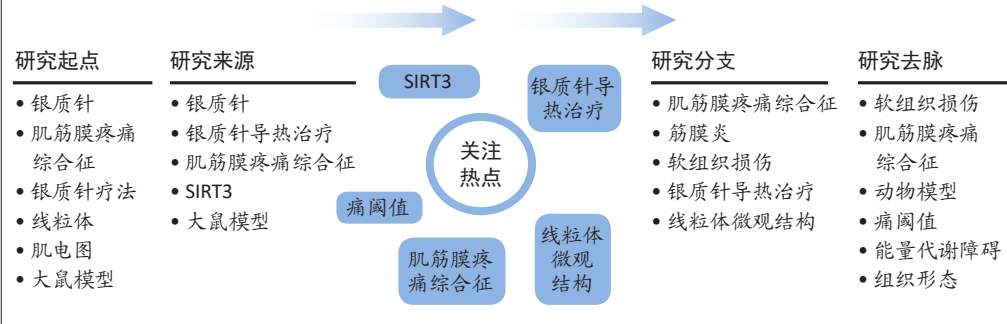 研究起点
• 银质针
• 肌筋膜疼痛
综合征
• 银质针疗法
• 线粒体
• 肌电图
• 大鼠模型
研究来源
• 银质针
• 银质针导热治疗
• 肌筋膜疼痛综合征
• SIRT3
• 大鼠模型
SIRT3
银质针导
热治疗
关注
热点
痛阈值
肌筋膜疼
痛综合征
线粒体
微观
结构
研究分支
• 肌筋膜疼痛综合征
• 筋膜炎
• 软组织损伤
• 银质针导热治疗
• 线粒体微观结构
研究去脉
• 软组织损伤
• 肌筋膜疼痛
综合征
• 动物模型
• 痛阈值
• 能量代谢障碍
• 组织形态